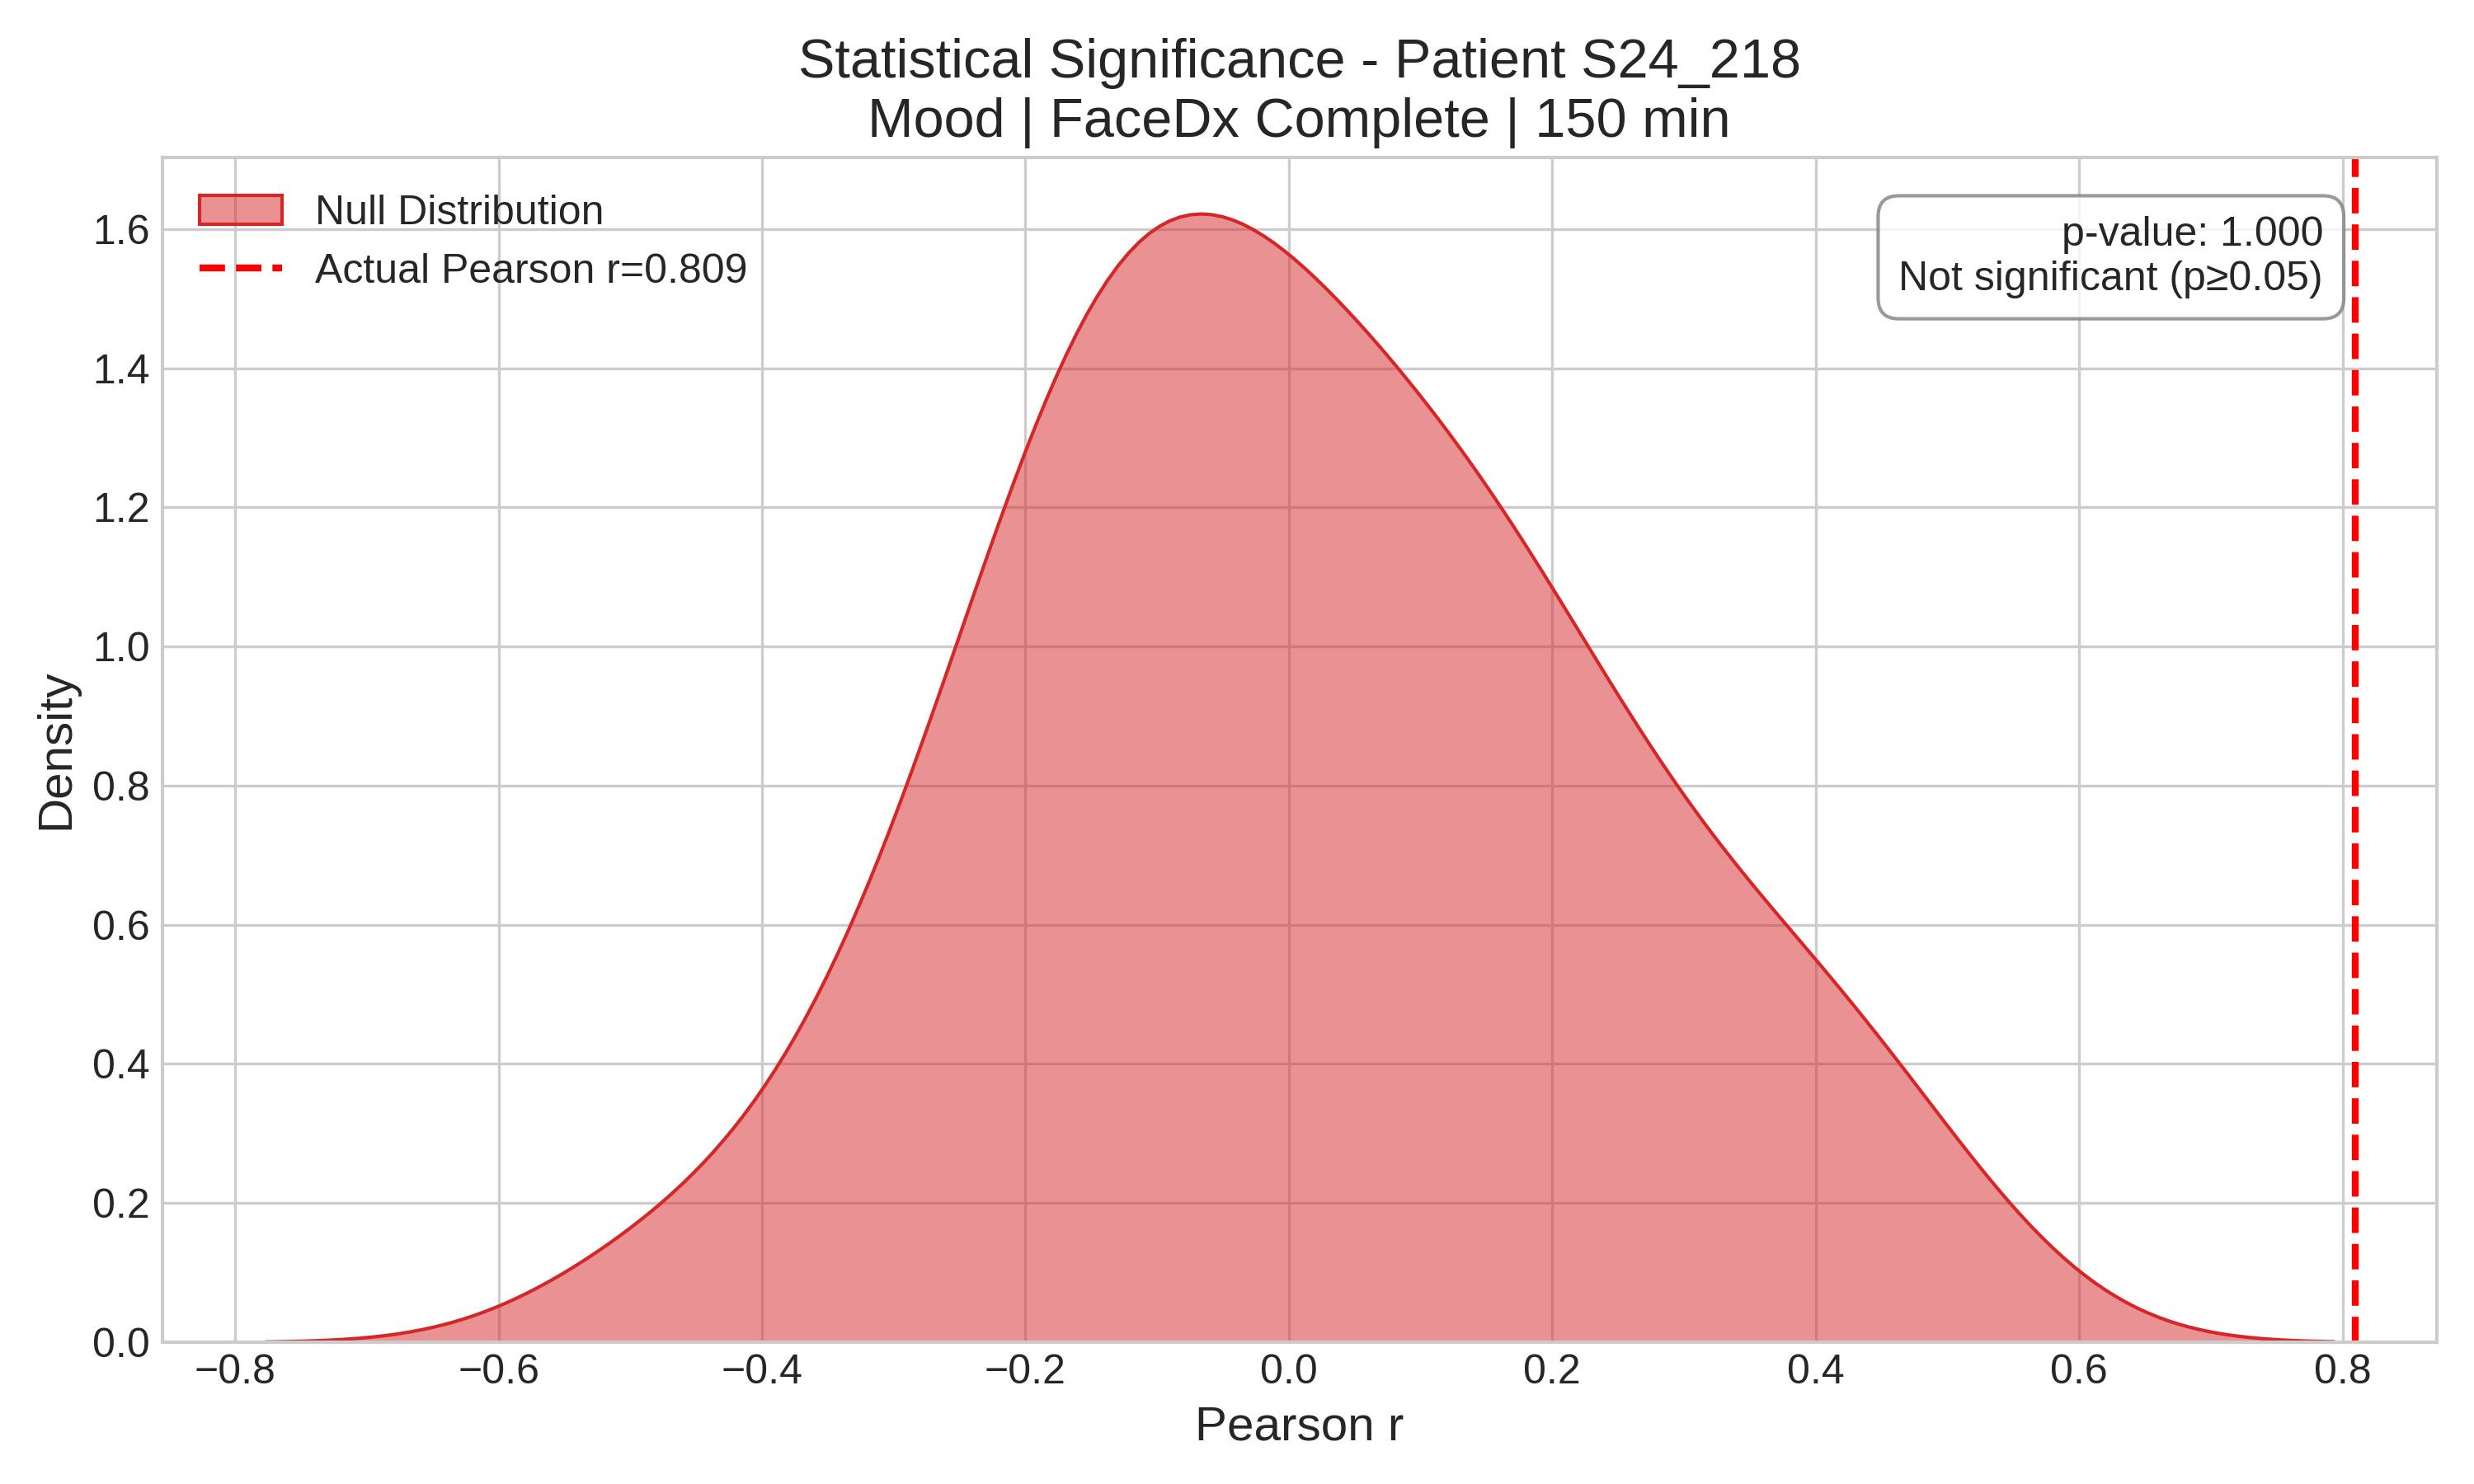 Statistical Significance - Patient S24_218
Mood | FaceDx Complete | 150 min
Null Distribution
Actual Pearson r=0.809
p-value: 1.000
Not significant (p≥0.05)
Density
1.6
1.4
1.2
1.0
0.8
0.6
0.4
0.2
0.0
−0.8 −0.6 −0.4 −0.2 0.0 0.2 0.4 0.6 0.8
Pearson r